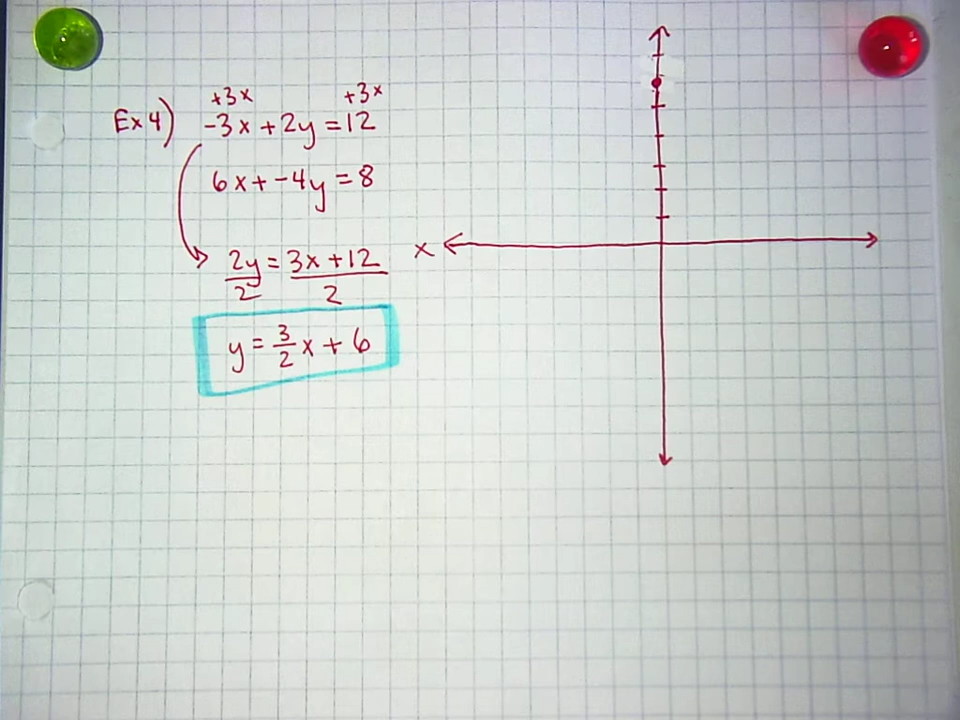 +3x +3x
Ex 4) -3x + 2y = 12
6x + -4y = 8
2y = 3x + 12
2 2
y = 3/2 x + 6
x